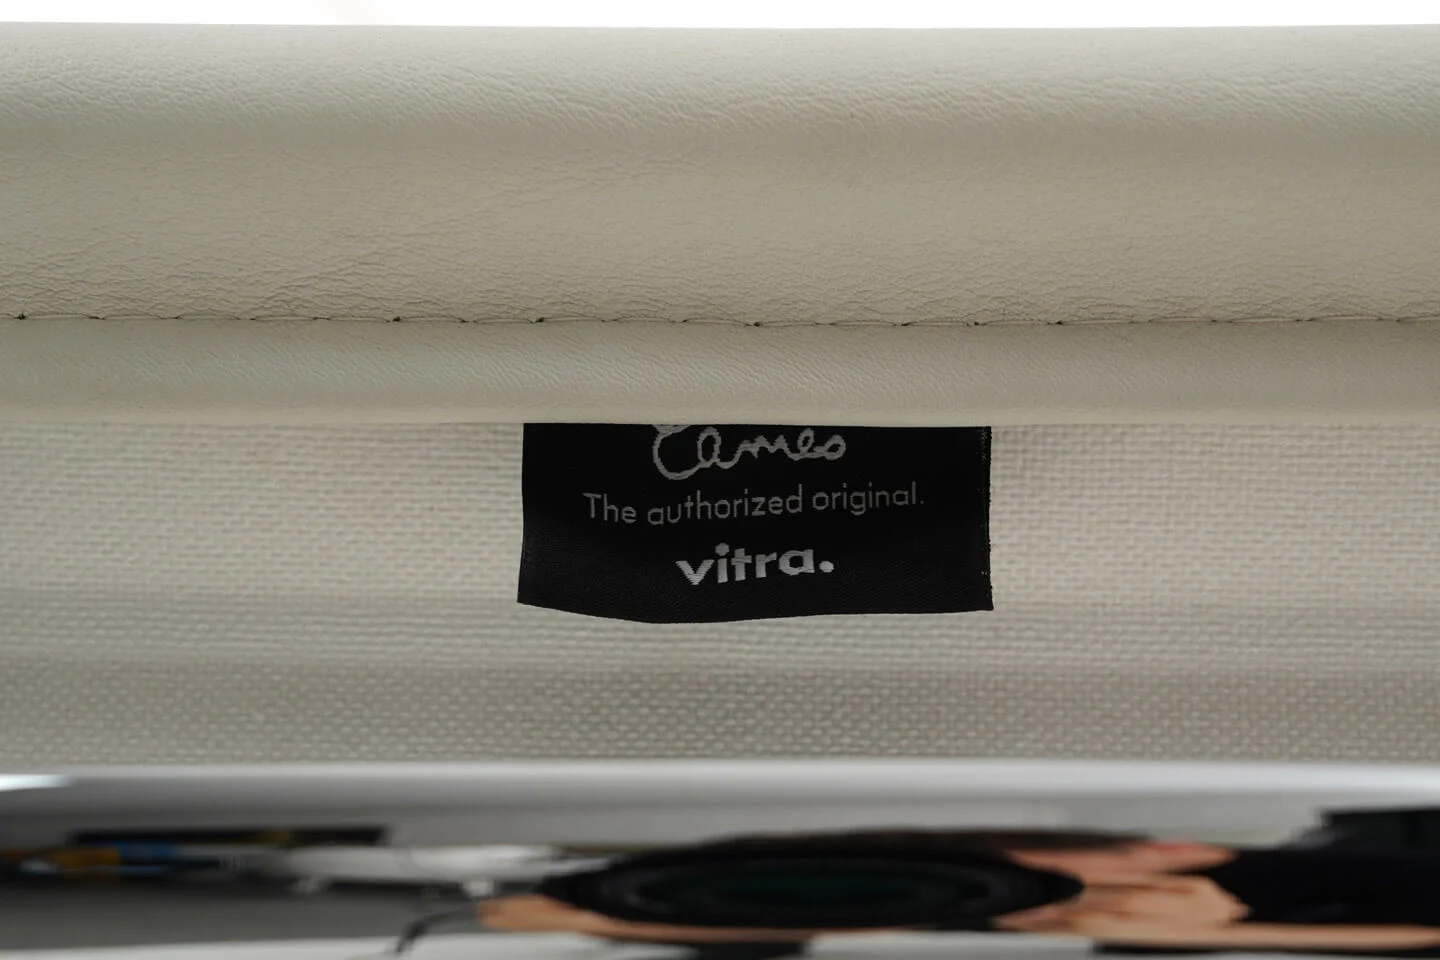 Eames
The authorized original.
vitra.